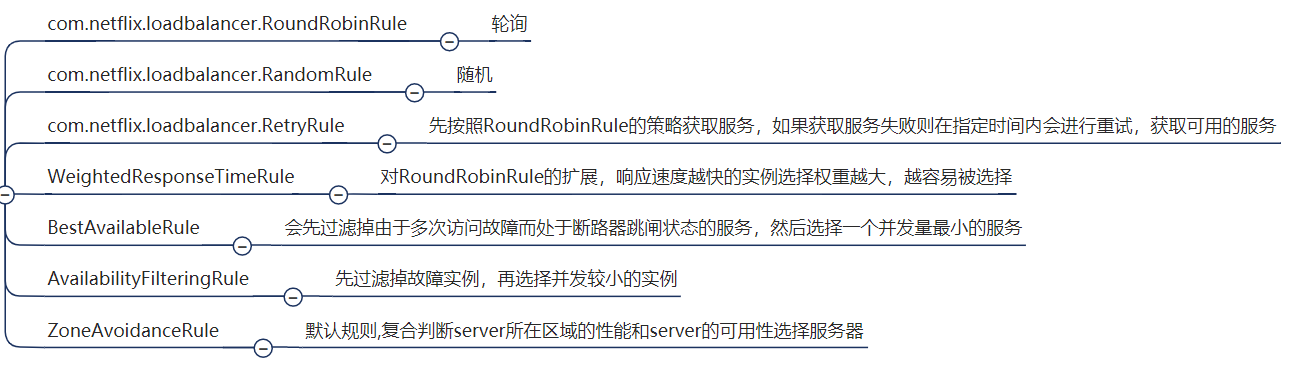 com.netflix.loadbalancer.RoundRobinRule 轮询
com.netflix.loadbalancer.RandomRule 随机
com.netflix.loadbalancer.RetryRule 先按照RoundRobinRule的策略获取服务，如果获取服务失败则在指定时间内会进行重试，获取可用的服务
WeightedResponseTimeRule 对RoundRobinRule的扩展，响应速度越快的实例选择权重越大，越容易被选择
BestAvailableRule 会先过滤掉由于多次访问故障而处于断路器跳闸状态的服务，然后选择一个并发量最小的服务
AvailabilityFilteringRule 先过滤掉故障实例，再选择并发较小的实例
ZoneAvoidanceRule 默认规则,复合判断server所在区域的性能和server的可用性选择服务器